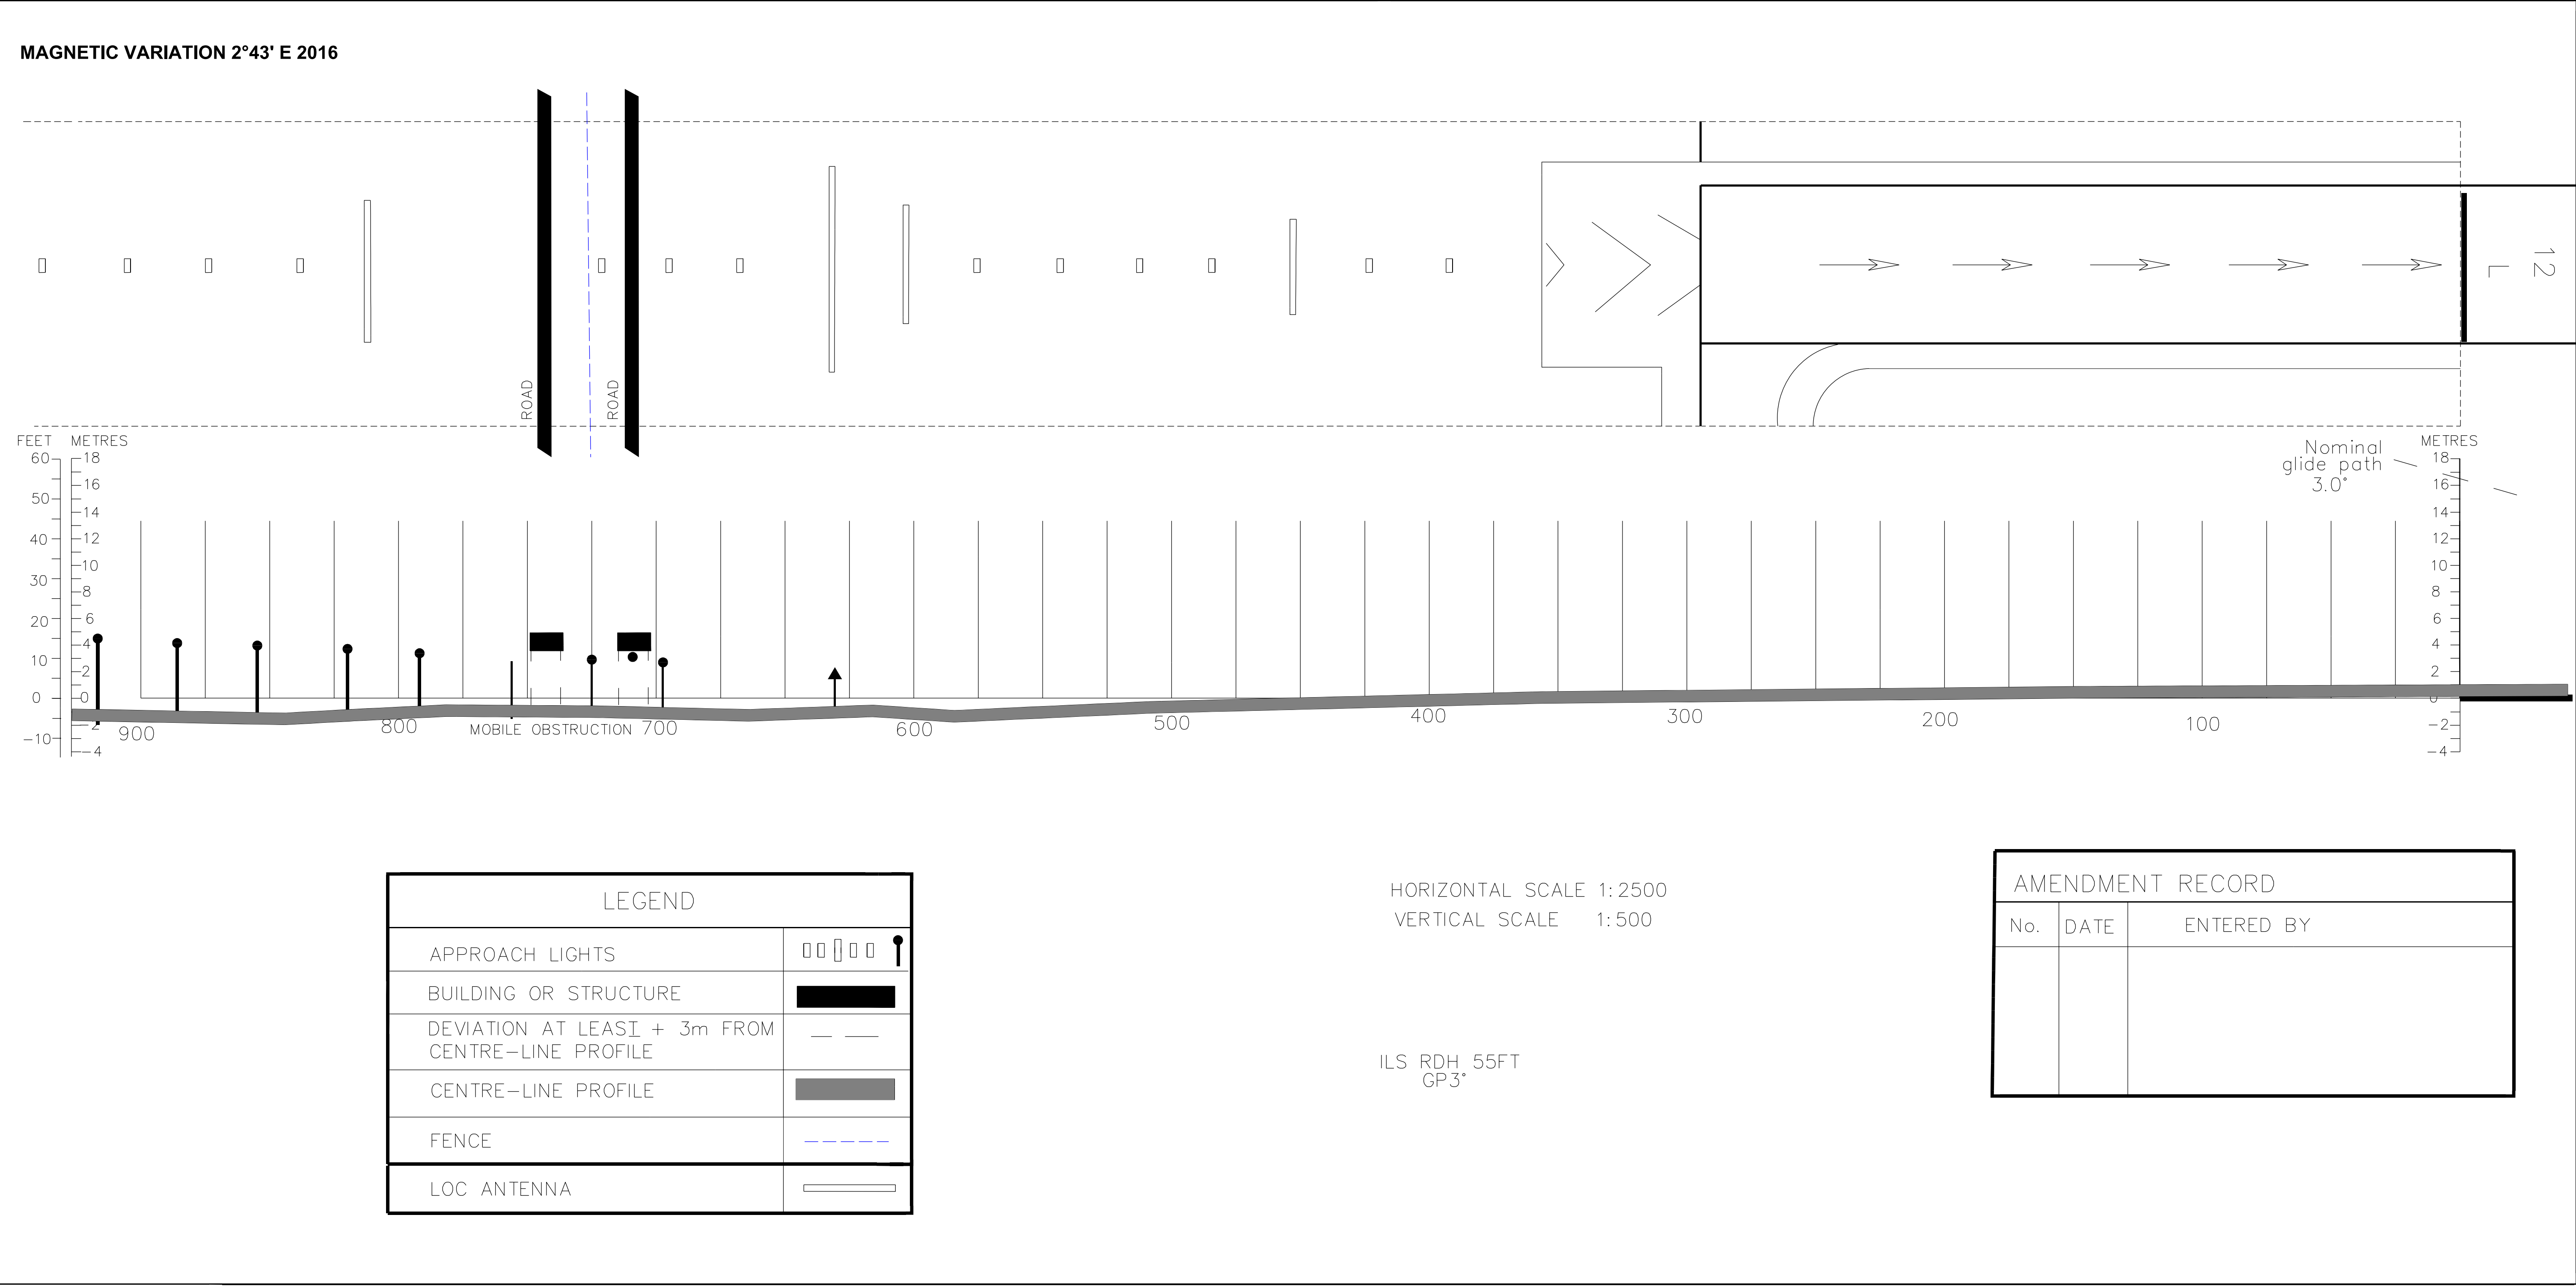 MAGNETIC VARIATION 2°43' E 2016
12
L
ROAD
ROAD
FEET METRES
METRES
Nominal
glide path
3.0°
60
50
40
30
20
10
0
-10
18
16
14
12
10
8
6
4
2
0
-2
-4
18
16
14
12
10
8
6
4
2
0
-2
-4
900
800
MOBILE OBSTRUCTION
700
600
500
400
300
200
100
LEGEND
APPROACH LIGHTS
BUILDING OR STRUCTURE
DEVIATION AT LEAST + 3m FROM
CENTRE-LINE PROFILE
CENTRE-LINE PROFILE
FENCE
LOC ANTENNA
HORIZONTAL SCALE 1:2500
VERTICAL SCALE 1:500
ILS RDH 55FT
GP3°
AMENDMENT RECORD
No. DATE ENTERED BY